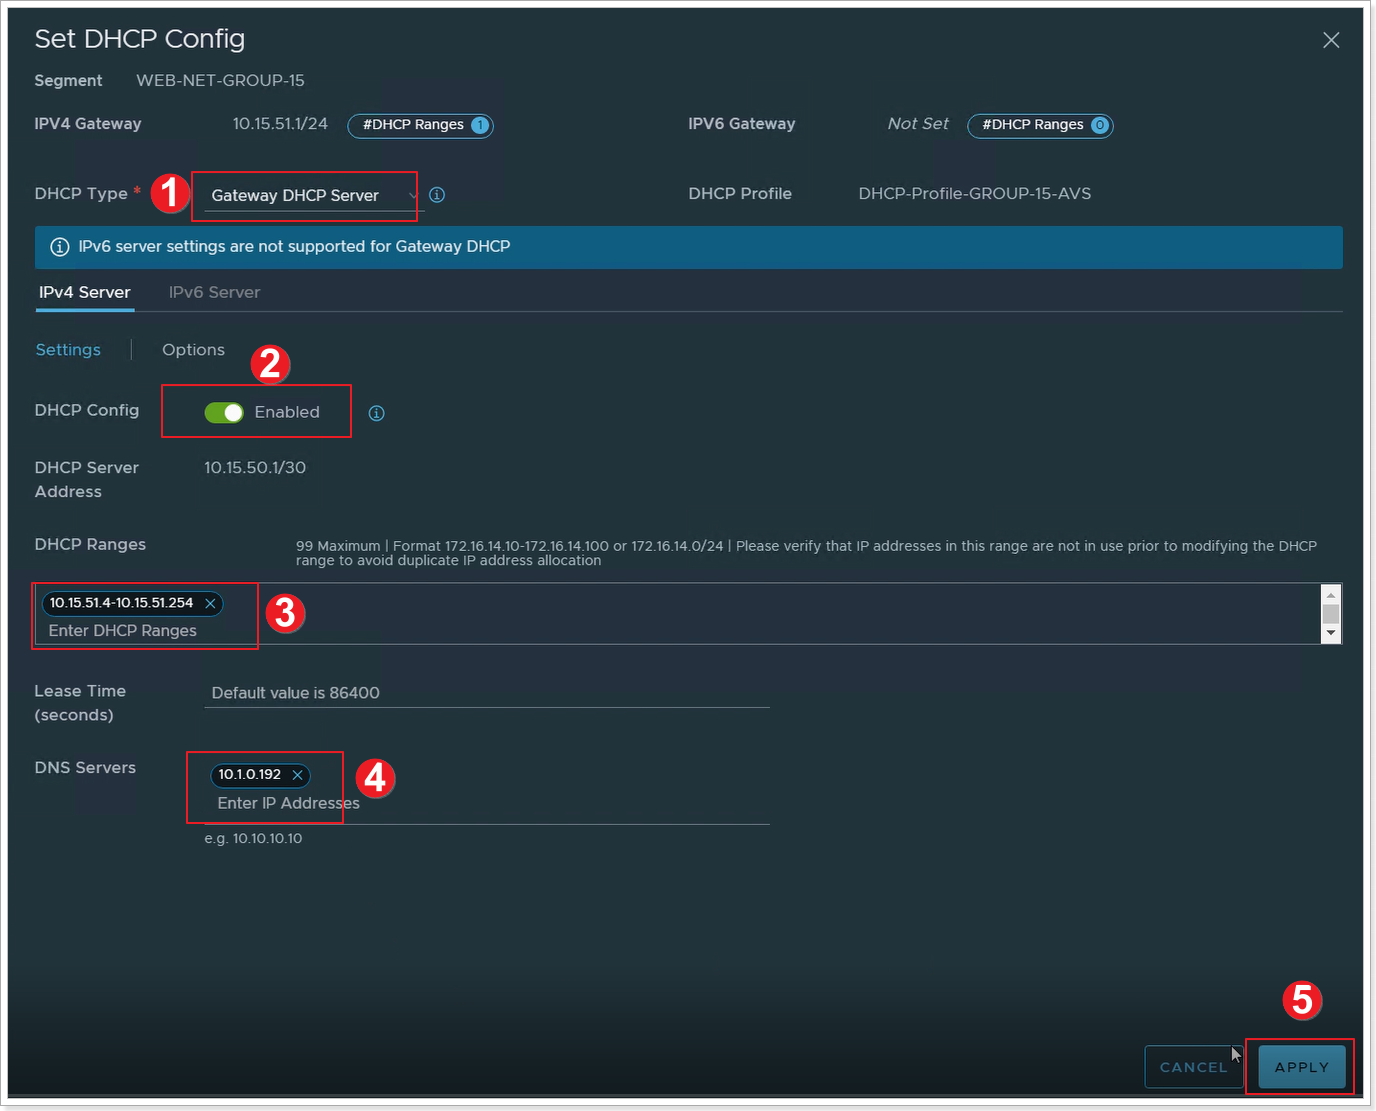 Set DHCP Config
Segment WEB-NET-GROUP-15
IPV4 Gateway 10.15.51.1/24 #DHCP Ranges 1 IPV6 Gateway Not Set #DHCP Ranges 0
DHCP Type * 1 Gateway DHCP Server DHCP Profile DHCP-Profile-GROUP-15-AVS
IPv6 server settings are not supported for Gateway DHCP
IPv4 Server IPv6 Server
Settings | Options
2
DHCP Config Enabled
DHCP Server Address 10.15.50.1/30
DHCP Ranges 99 Maximum | Format 172.16.14.10-172.16.14.100 or 172.16.14.0/24 | Please verify that IP addresses in this range are not in use prior to modifying the DHCP
range to avoid duplicate IP address allocation
10.15.51.4-10.15.51.254
3
Enter DHCP Ranges
Lease Time (seconds) Default value is 86400
DNS Servers 10.1.0.192
4
Enter IP Addresses
e.g. 10.10.10.10
5
CANCEL APPLY